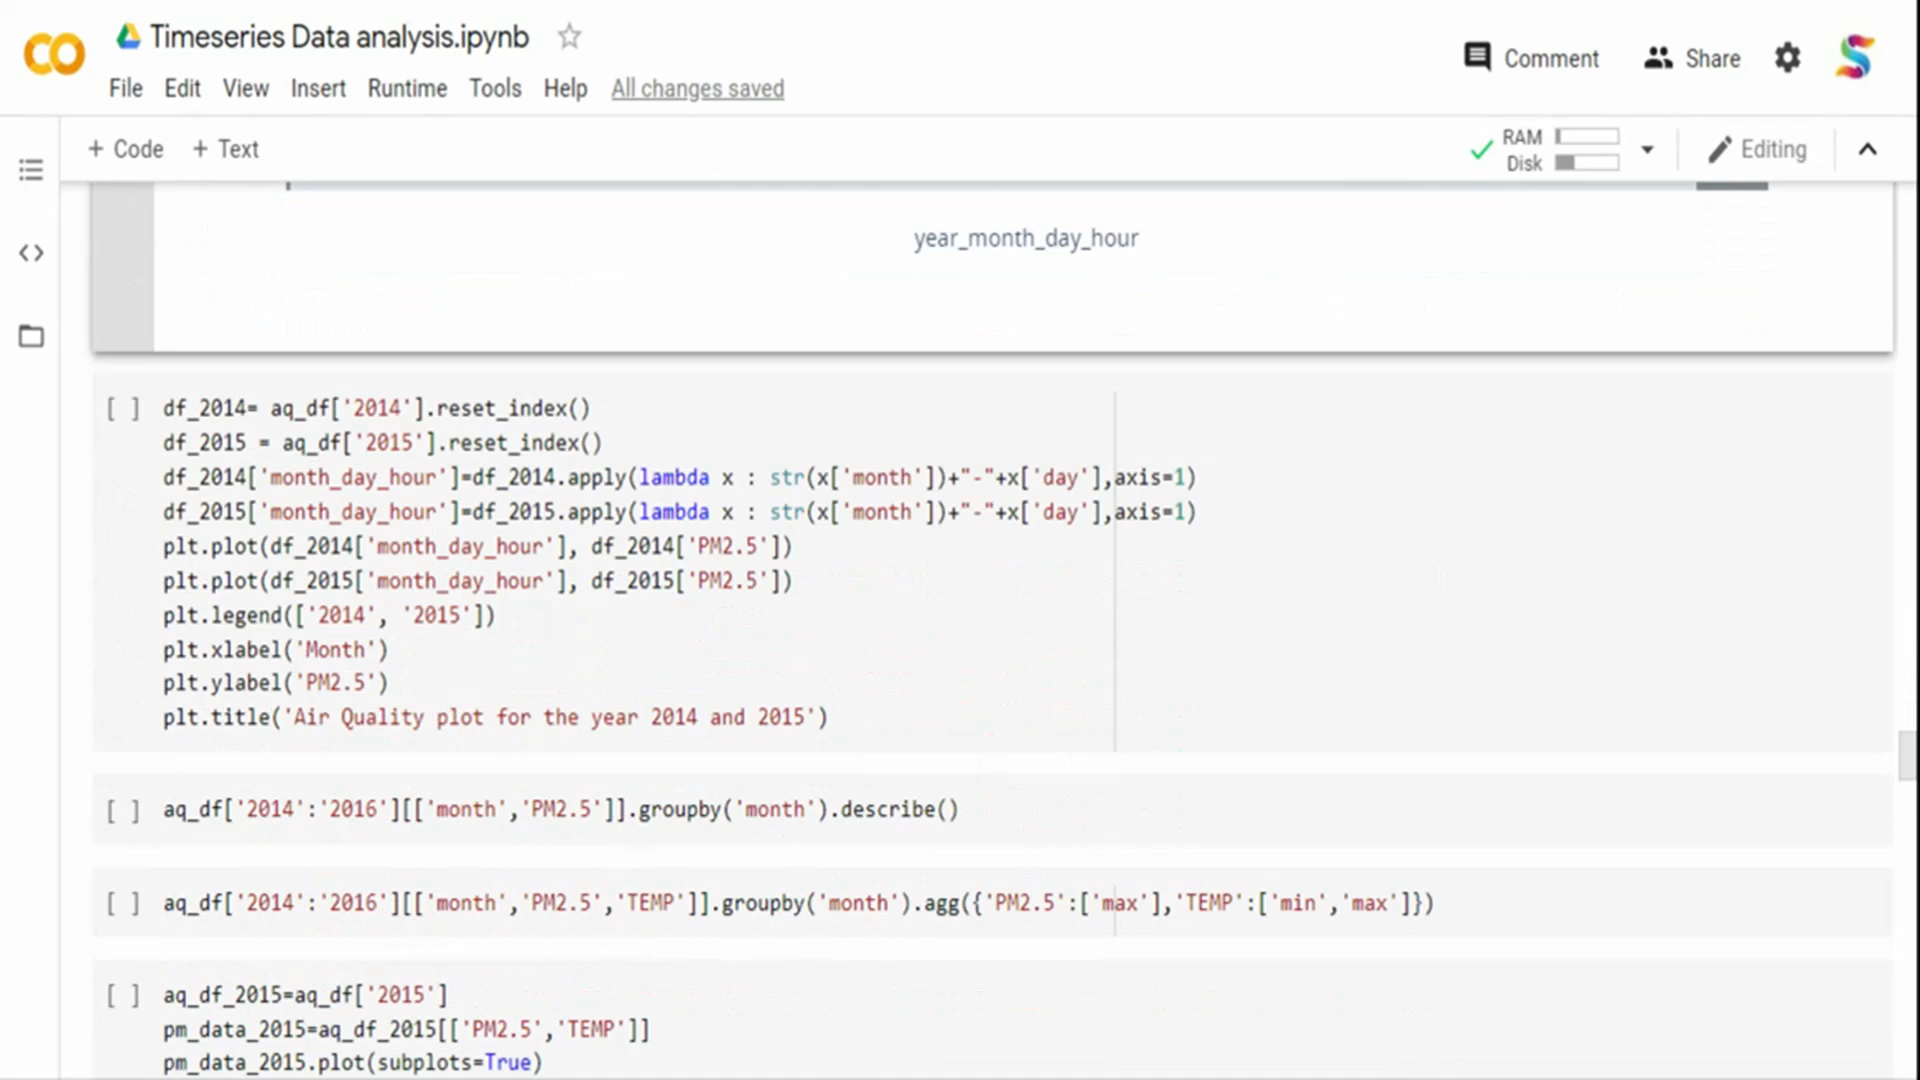 Timeseries Data analysis.ipynb
File Edit View Insert Runtime Tools Help All changes saved
Comment Share
+ Code + Text
RAM
Disk
Editing
year_month_day_hour
[ ] df_2014= aq_df['2014'].reset_index()
df_2015 = aq_df['2015'].reset_index()
df_2014['month_day_hour']=df_2014.apply(lambda x : str(x['month'])+"-"+x['day'],axis=1)
df_2015['month_day_hour']=df_2015.apply(lambda x : str(x['month'])+"-"+x['day'],axis=1)
plt.plot(df_2014['month_day_hour'], df_2014['PM2.5'])
plt.plot(df_2015['month_day_hour'], df_2015['PM2.5'])
plt.legend(['2014', '2015'])
plt.xlabel('Month')
plt.ylabel('PM2.5')
plt.title('Air Quality plot for the year 2014 and 2015')
[ ] aq_df['2014':'2016'][['month','PM2.5']].groupby('month').describe()
[ ] aq_df['2014':'2016'][['month','PM2.5','TEMP']].groupby('month').agg({'PM2.5':['max'],'TEMP':['min','max']})
[ ] aq_df_2015=aq_df['2015']
pm_data_2015=aq_df_2015[['PM2.5','TEMP']]
pm_data_2015.plot(subplots=True)